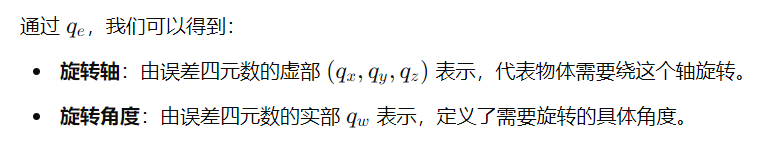 通过 qₑ，我们可以得到：
• 旋转轴：由误差四元数的虚部 (qₓ, q_y, q_z) 表示，代表物体需要绕这个轴旋转。
• 旋转角度：由误差四元数的实部 q_w 表示，定义了需要旋转的具体角度。